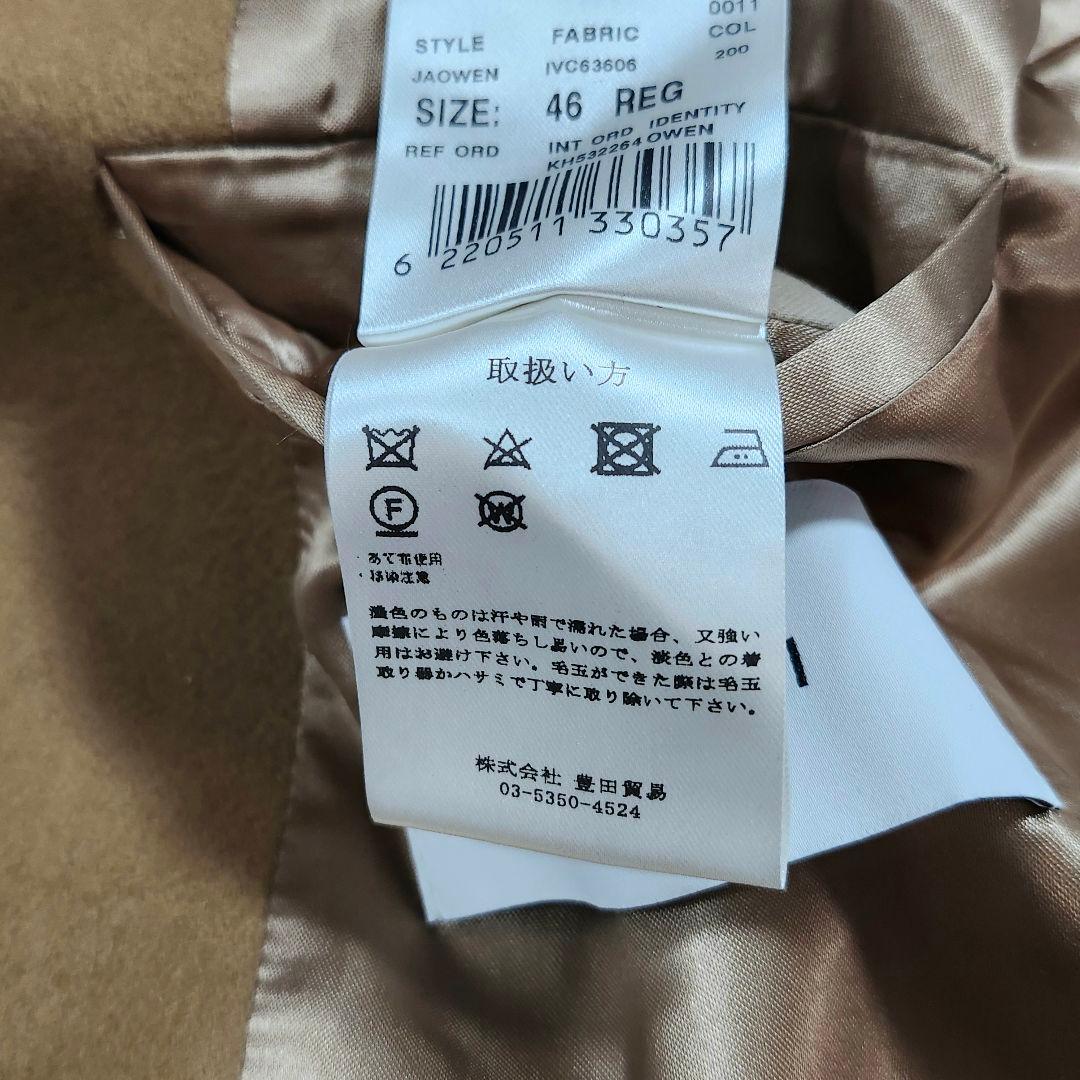 0011
STYLE FABRIC COL
JAOWEN IVC63606 200
SIZE: 46 REG
REF ORD INT ORD IDENTITY
KH532264 OWEN
6 220511 330357
取扱い方
F W
・あて布使用
・移染注意
濃色のものは汗や雨で濡れた場合、又強い
摩擦により色落ちし易いので、淡色との着
用はお避け下さい。毛玉ができた際は毛玉
取り器かハサミで丁寧に取り除いて下さい。
株式会社 豊田貿易
03-5350-4524